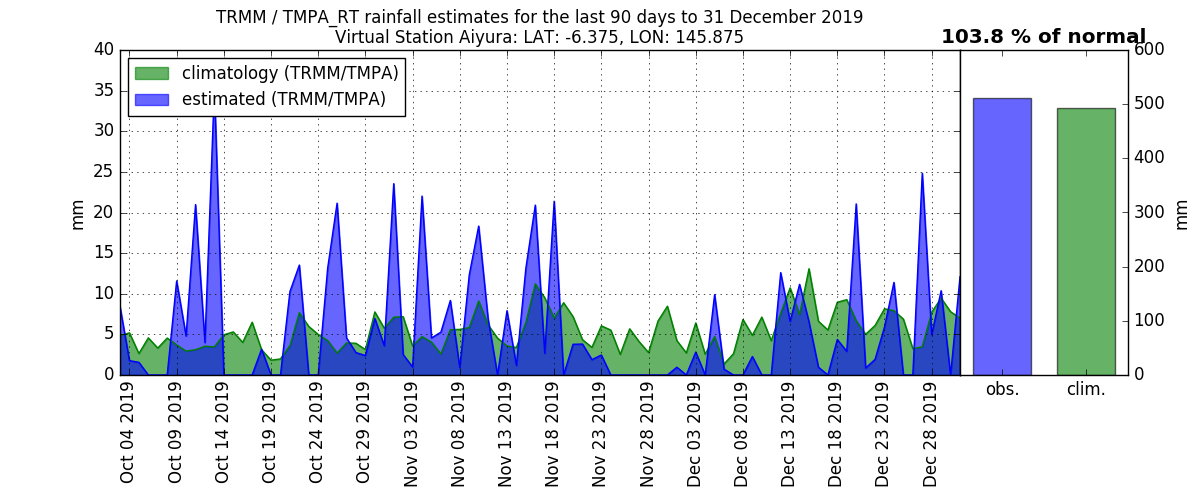 TRMM / TMPA_RT rainfall estimates for the last 90 days to 31 December 2019
Virtual Station Aiyura: LAT: -6.375, LON: 145.875
103.8 % of normal
climatology (TRMM/TMPA)
estimated (TRMM/TMPA)
mm
40
35
30
25
20
15
10
5
0
Oct 04 2019
Oct 09 2019
Oct 14 2019
Oct 19 2019
Oct 24 2019
Oct 29 2019
Nov 03 2019
Nov 08 2019
Nov 13 2019
Nov 18 2019
Nov 23 2019
Nov 28 2019
Dec 03 2019
Dec 08 2019
Dec 13 2019
Dec 18 2019
Dec 23 2019
Dec 28 2019
obs.
clim.
600
500
400
300
200
100
0
mm